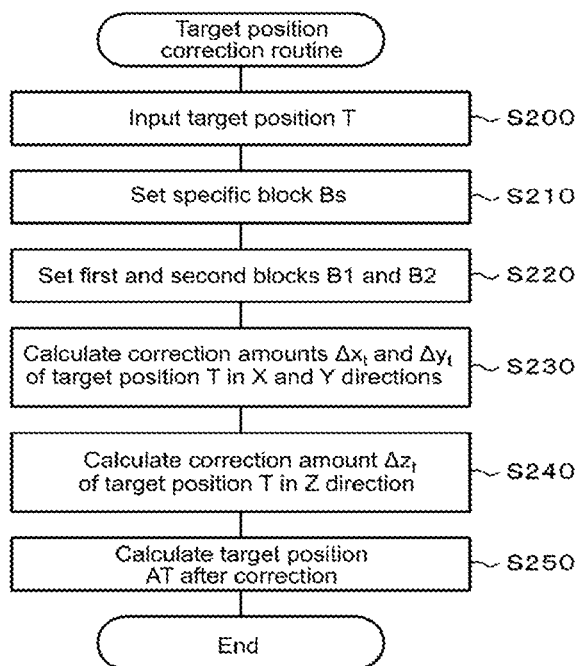 Target position
correction routine
Input target position T
S200
Set specific block Bs
S210
Set first and second blocks B1 and B2
S220
Calculate correction amounts Δxₜ and Δyₜ
of target position T in X and Y directions
S230
Calculate correction amount Δzₜ
of target position T in Z direction
S240
Calculate target position
AT after correction
S250
End